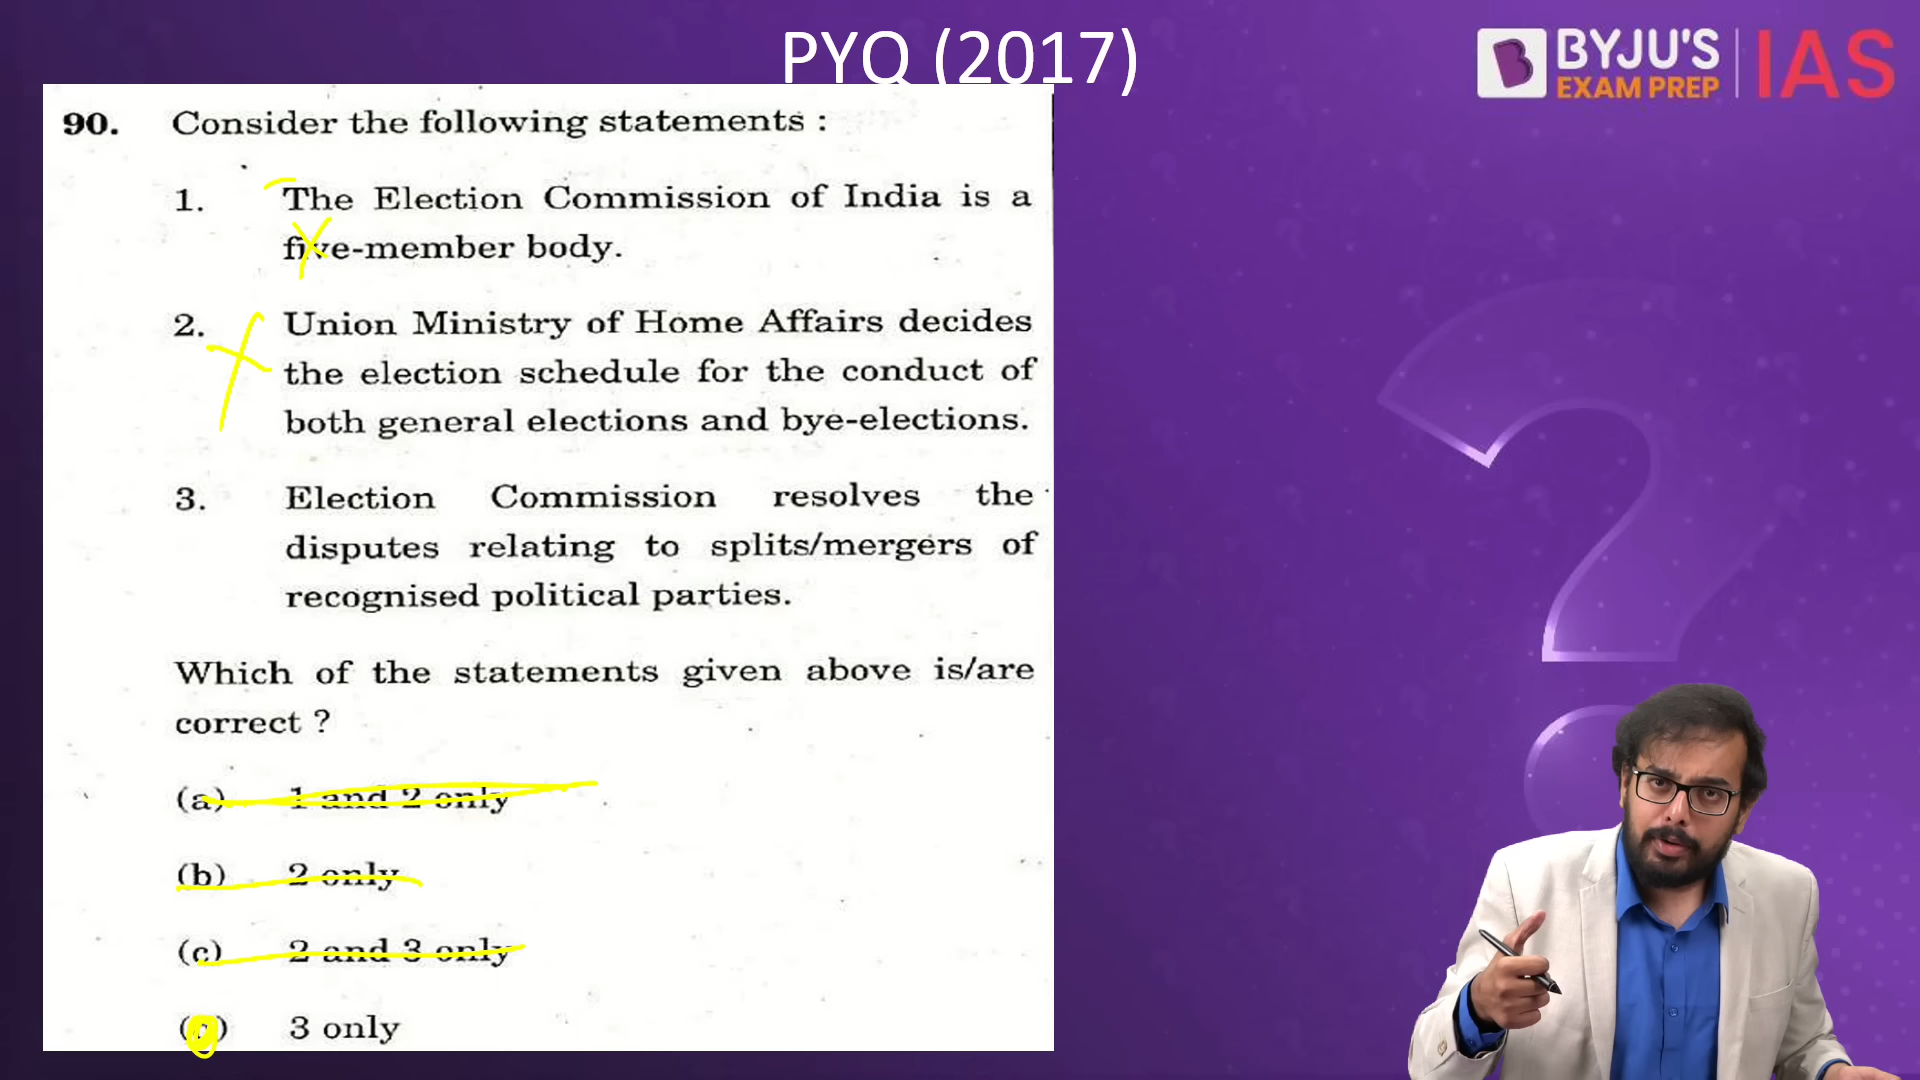 PYQ (2017)
BYJU'S
EXAM PREP
IAS
90. Consider the following statements :
1. The Election Commission of India is a
five-member body.
2. Union Ministry of Home Affairs decides
the election schedule for the conduct of
both general elections and bye-elections.
3. Election Commission resolves the
disputes relating to splits/mergers of
recognised political parties.
Which of the statements given above is/are
correct ?
(a) 1 and 2 only
(b) 2 only
(c) 2 and 3 only
3 only